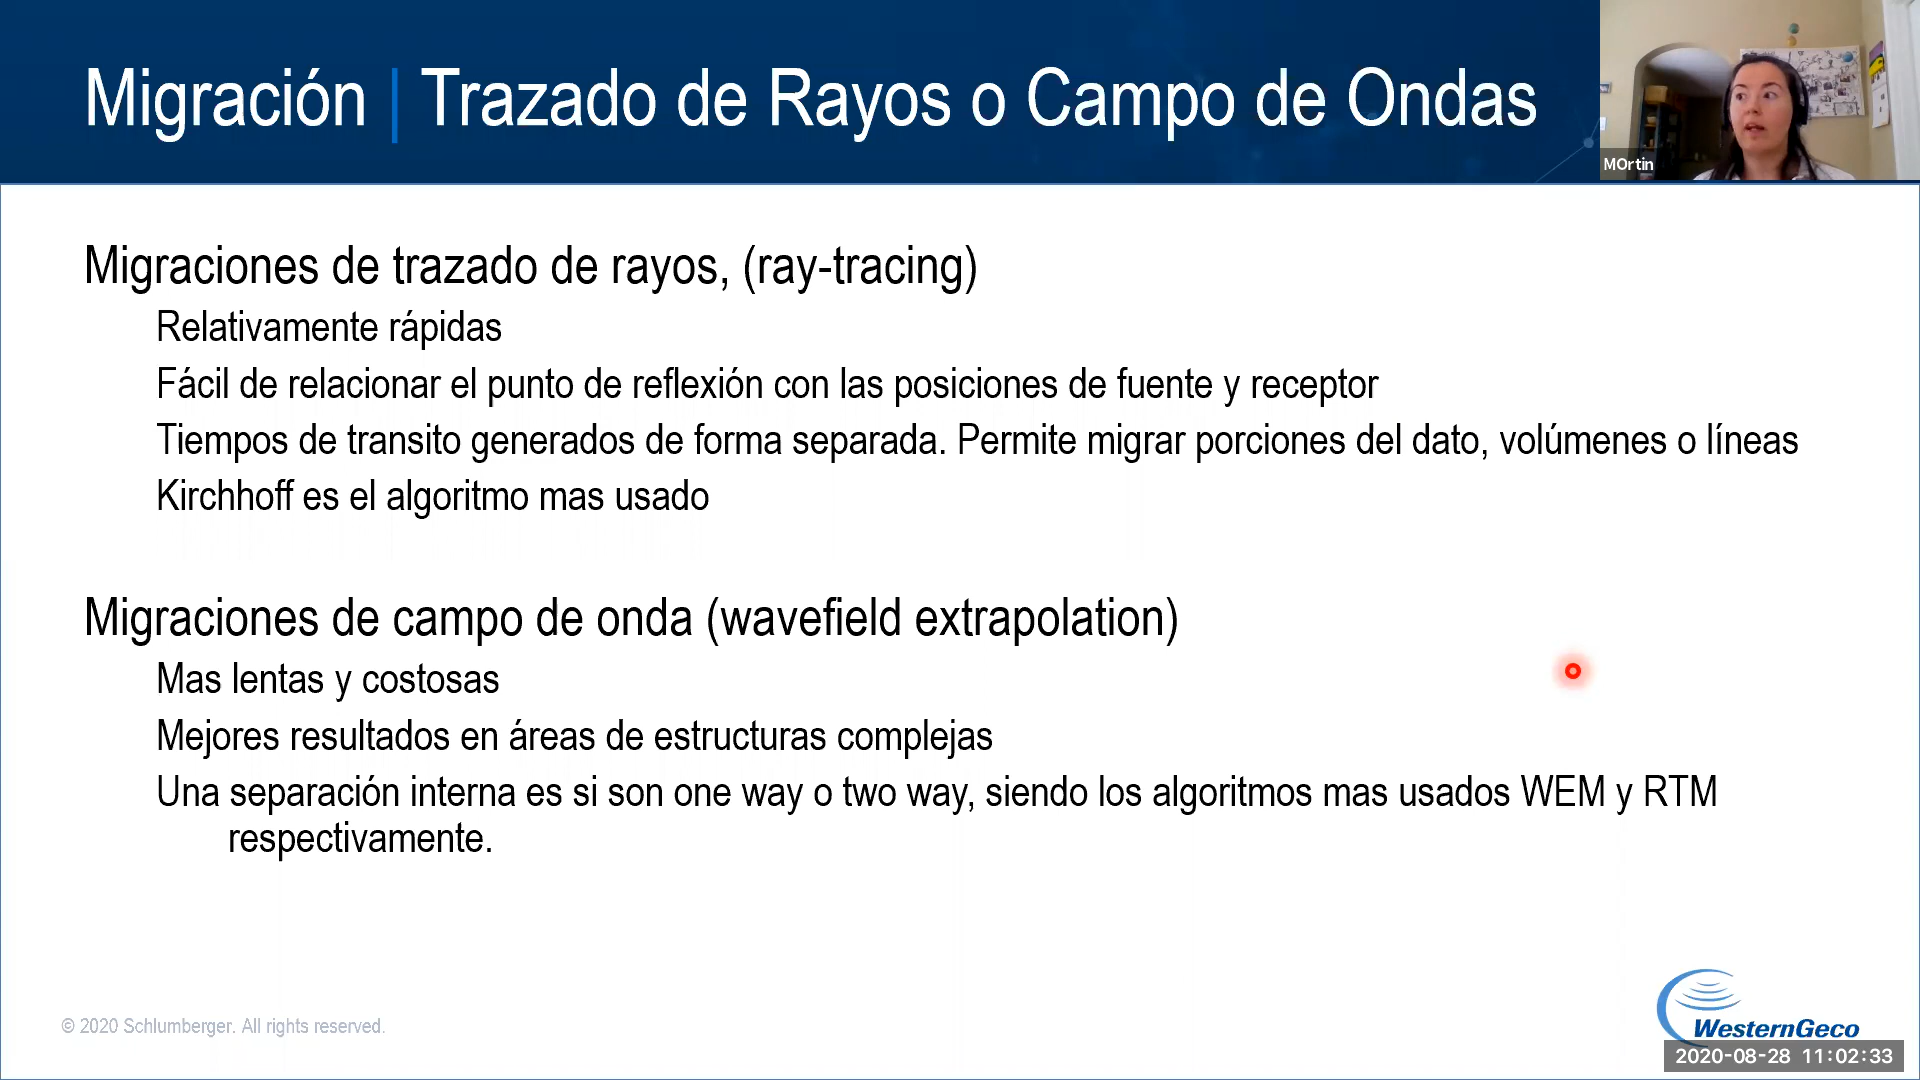 Migración | Trazado de Rayos o Campo de Ondas
MOrtin
Migraciones de trazado de rayos, (ray-tracing)
Relativamente rápidas
Fácil de relacionar el punto de reflexión con las posiciones de fuente y receptor
Tiempos de transito generados de forma separada. Permite migrar porciones del dato, volúmenes o líneas
Kirchhoff es el algoritmo mas usado
Migraciones de campo de onda (wavefield extrapolation)
Mas lentas y costosas
Mejores resultados en áreas de estructuras complejas
Una separación interna es si son one way o two way, siendo los algoritmos mas usados WEM y RTM
respectivamente.
© 2020 Schlumberger. All rights reserved.
WesternGeco
2020-08-28 11:02:33